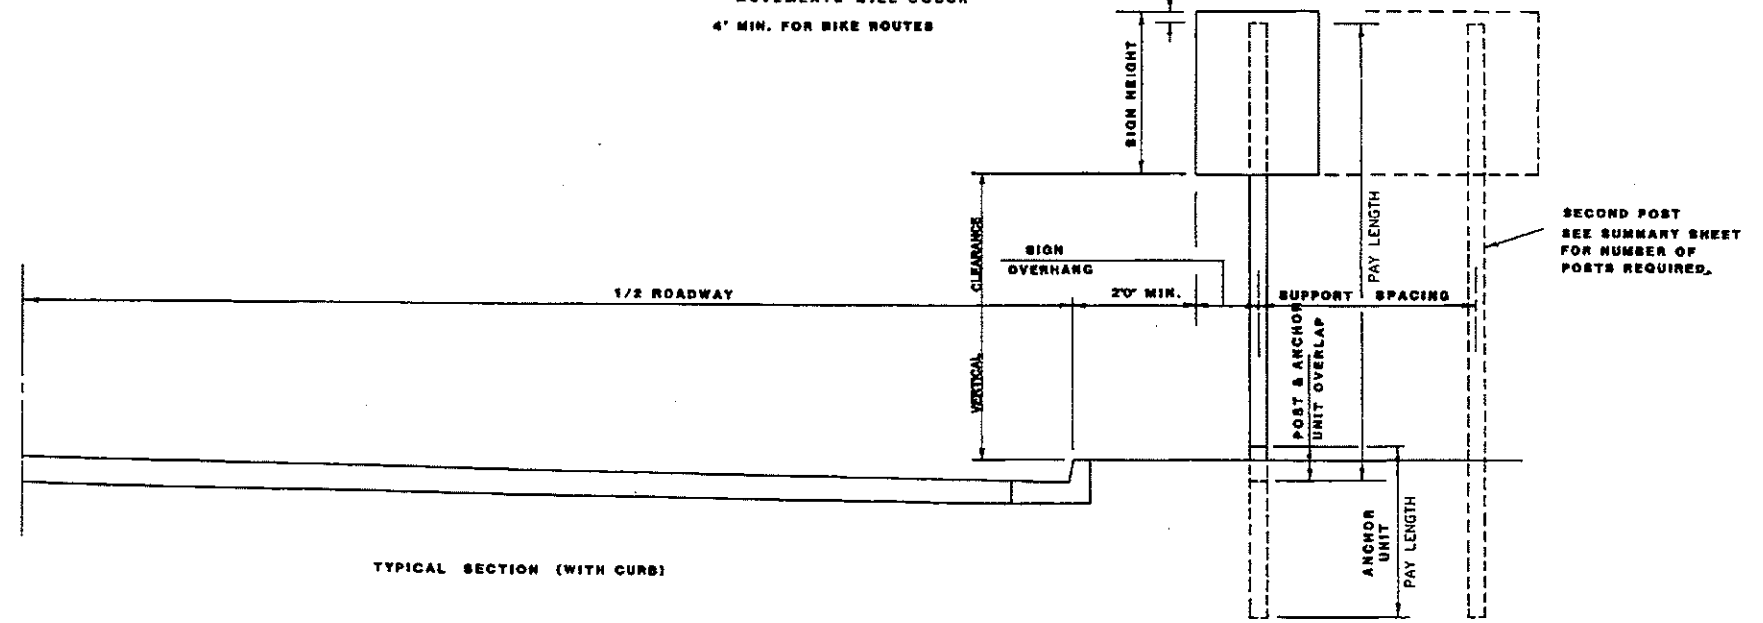 4' MIN. FOR BIKE ROUTES
SIGN HEIGHT
SECOND POST
SEE SUMMARY SHEET
FOR NUMBER OF
POSTS REQUIRED.
PAY LENGTH
VERTICAL CLEARANCE
SIGN
OVERHANG
1/2 ROADWAY
2'0" MIN.
SUPPORT SPACING
POST & ANCHOR
UNIT OVERLAP
ANCHOR
UNIT
PAY LENGTH
TYPICAL SECTION (WITH CURB)